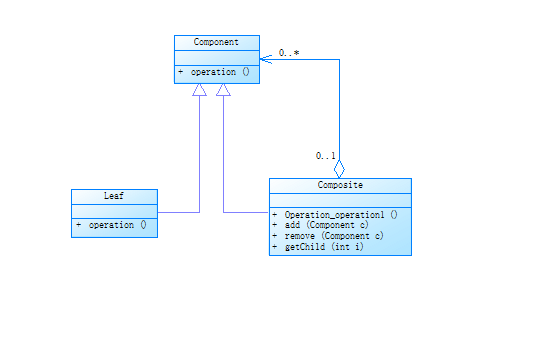 Component
+ operation ()
0..*
0..1
Leaf
+ operation ()
Composite
+ Operation_operation1 ()
+ add (Component c)
+ remove (Component c)
+ getChild (int i)